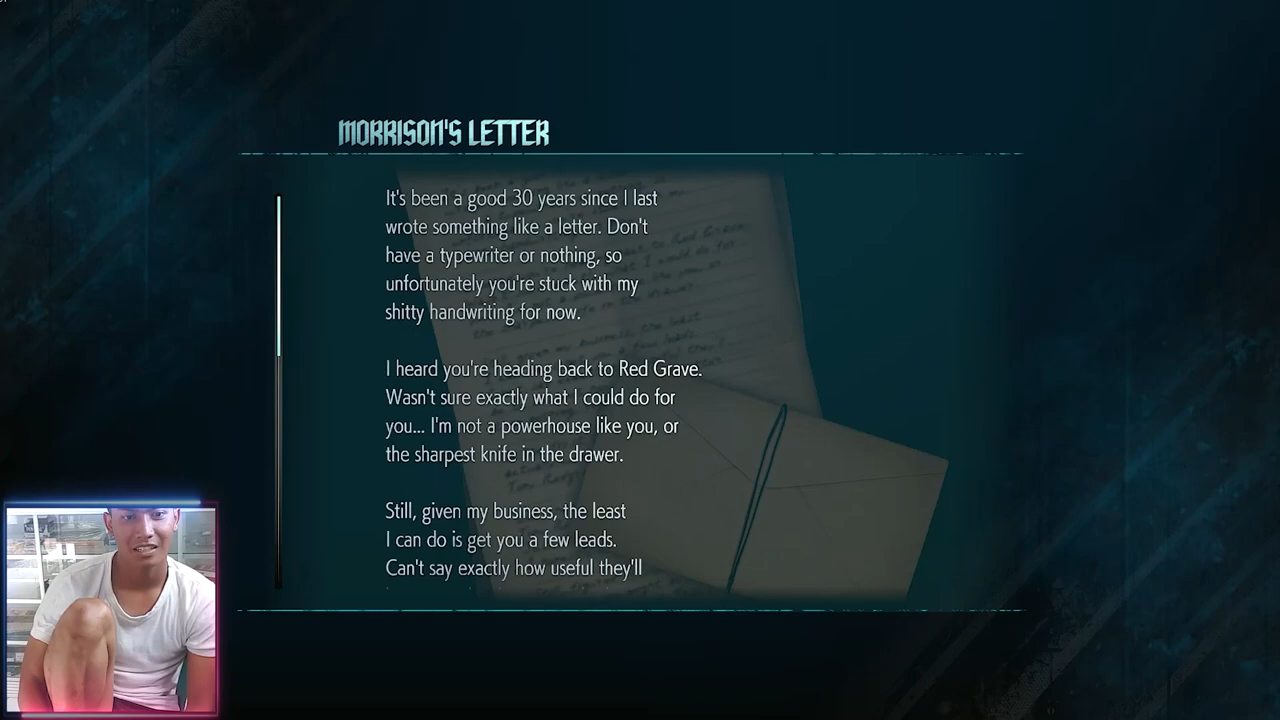 MORRISON'S LETTER
It's been a good 30 years since I last
wrote something like a letter. Don't
have a typewriter or nothing, so
unfortunately you're stuck with my
shitty handwriting for now.
I heard you're heading back to Red Grave.
Wasn't sure exactly what I could do for
you... I'm not a powerhouse like you, or
the sharpest knife in the drawer.
Still, given my business, the least
I can do is get you a few leads.
Can't say exactly how useful they'll